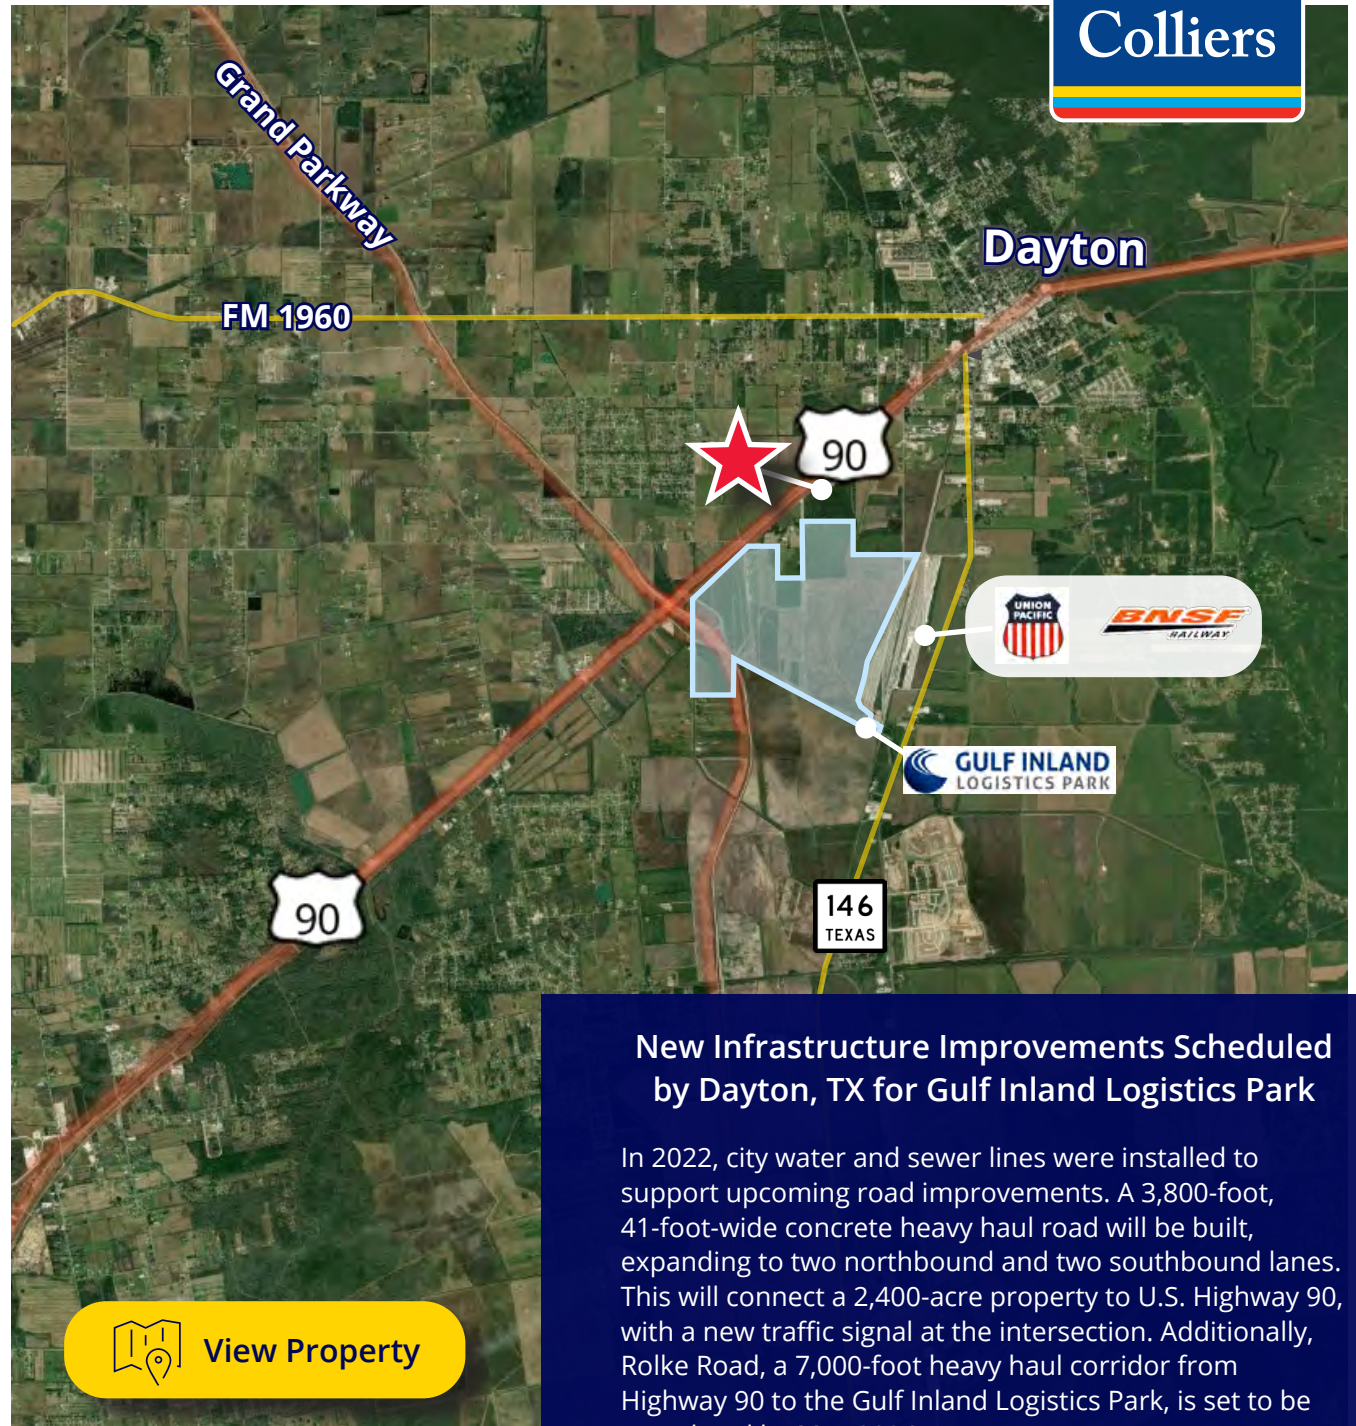 Colliers
Grand Parkway
Dayton
FM 1960
90
UNION
PACIFIC
BNSF
RAILWAY
GULF INLAND
LOGISTICS PARK
90
146
TEXAS
New Infrastructure Improvements Scheduled
by Dayton, TX for Gulf Inland Logistics Park
In 2022, city water and sewer lines were installed to
support upcoming road improvements. A 3,800-foot,
41-foot-wide concrete heavy haul road will be built,
expanding to two northbound and two southbound lanes.
This will connect a 2,400-acre property to U.S. Highway 90,
with a new traffic signal at the intersection. Additionally,
Rolke Road, a 7,000-foot heavy haul corridor from
Highway 90 to the Gulf Inland Logistics Park, is set to be
View Property